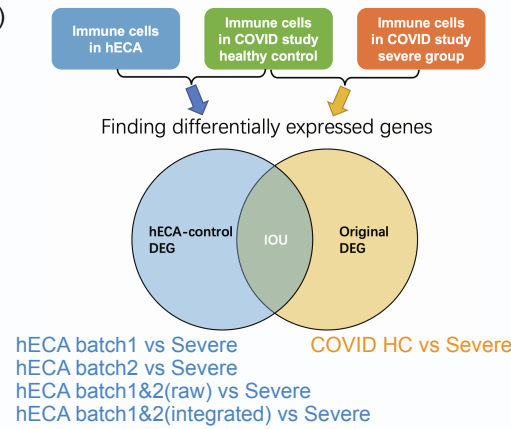 )
Immune cells
in hECA
Immune cells
in COVID study
healthy control
Immune cells
in COVID study
severe group
Finding differentially expressed genes
hECA-control
DEG
IOU
Original
DEG
hECA batch1 vs Severe
hECA batch2 vs Severe
hECA batch1&2(raw) vs Severe
hECA batch1&2(integrated) vs Severe
COVID HC vs Severe